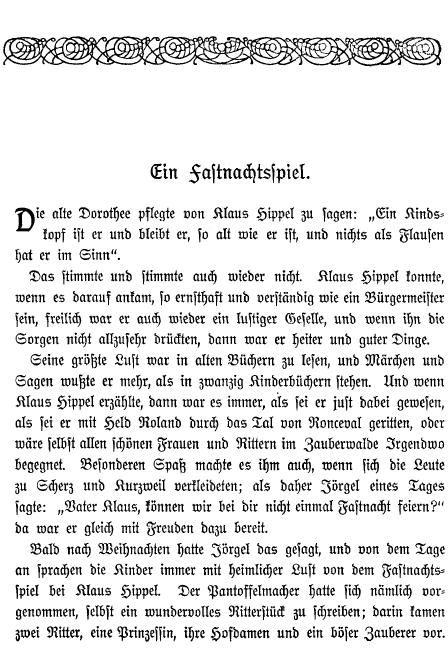 Ein Fastnachtsspiel.
Die alte Dorothee pflegte von Klaus Hippel zu sagen: „Ein Kinds-
kopf ist er und bleibt er, so alt wie er ist, und nichts als Flausen
hat er im Sinn“.
Das stimmte und stimmte auch wieder nicht. Klaus Hippel konnte,
wenn es darauf ankam, so ernsthaft und verständig wie ein Bürgermeister
sein, freilich war er auch wieder ein lustiger Geselle, und wenn ihn die
Sorgen nicht allzusehr drückten, dann war er heiter und guter Dinge.
Seine größte Lust war in alten Büchern zu lesen, und Märchen und
Sagen wußte er mehr, als in zwanzig Kinderbüchern stehen. Und wenn
Klaus Hippel erzählte, dann war es immer, als sei er just dabei gewesen,
als sei er mit Held Roland durch das Tal von Ronceval geritten, oder
wäre selbst allen schönen Frauen und Rittern im Zauberwalde Irgendwo
begegnet. Besonderen Spaß machte es ihm auch, wenn sich die Leute
zu Scherz und Kurzweil verkleideten; als daher Jörgel eines Tages
sagte: „Vater Klaus, können wir bei dir nicht einmal Fastnacht feiern?“
da war er gleich mit Freuden dazu bereit.
Bald nach Weihnachten hatte Jörgel das gesagt, und von dem Tage
an sprachen die Kinder immer mit heimlicher Lust von dem Fastnachts-
spiel bei Klaus Hippel. Der Pantoffelmacher hatte sich nämlich vor-
genommen, selbst ein wundervolles Ritterstück zu schreiben; darin kamen
zwei Ritter, eine Prinzessin, ihre Hofdamen und ein böser Zauberer vor.